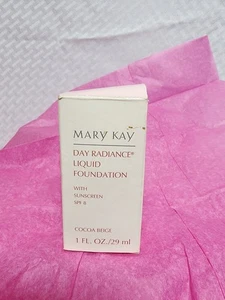 MARY KAY
DAY RADIANCE®
LIQUID
FOUNDATION
WITH
SUNSCREEN
SPF 8
COCOA BEIGE
1 FL. OZ./29 ml